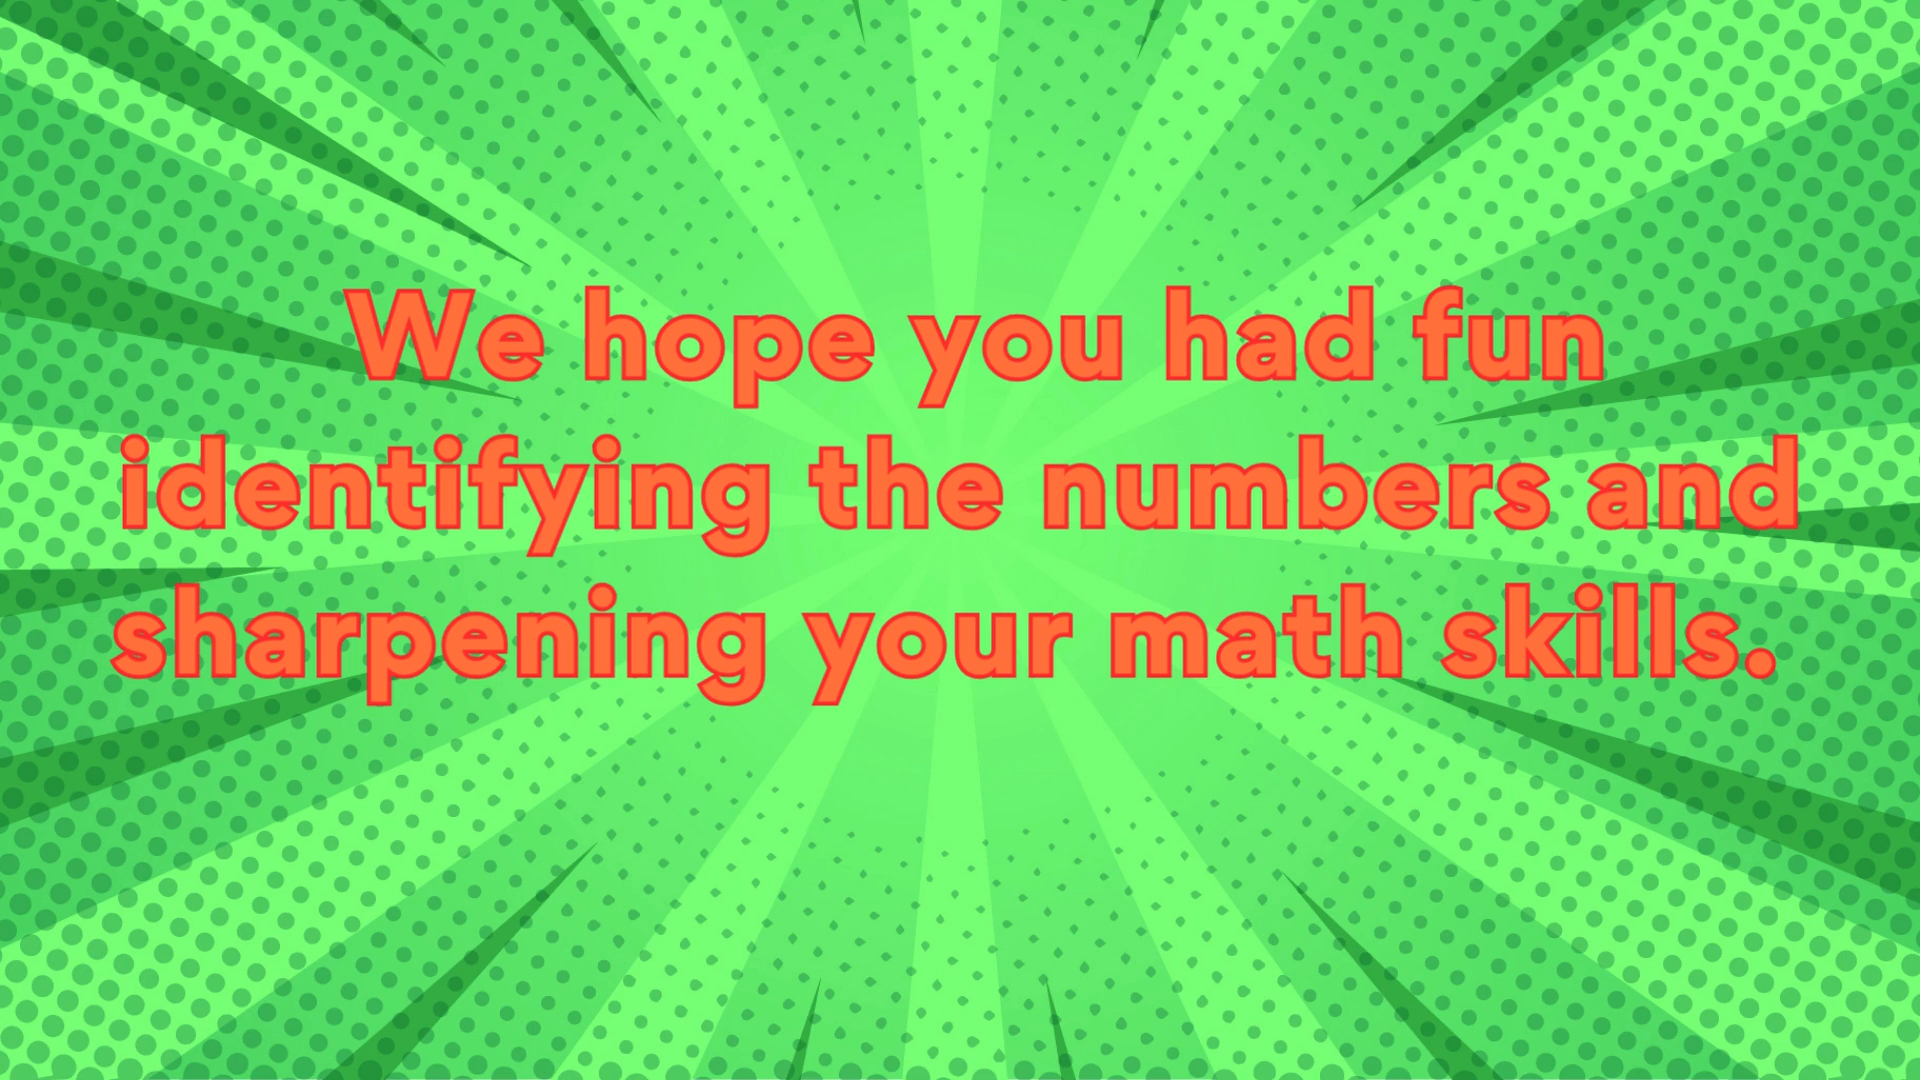 We hope you had fun
identifying the numbers and
sharpening your math skills.